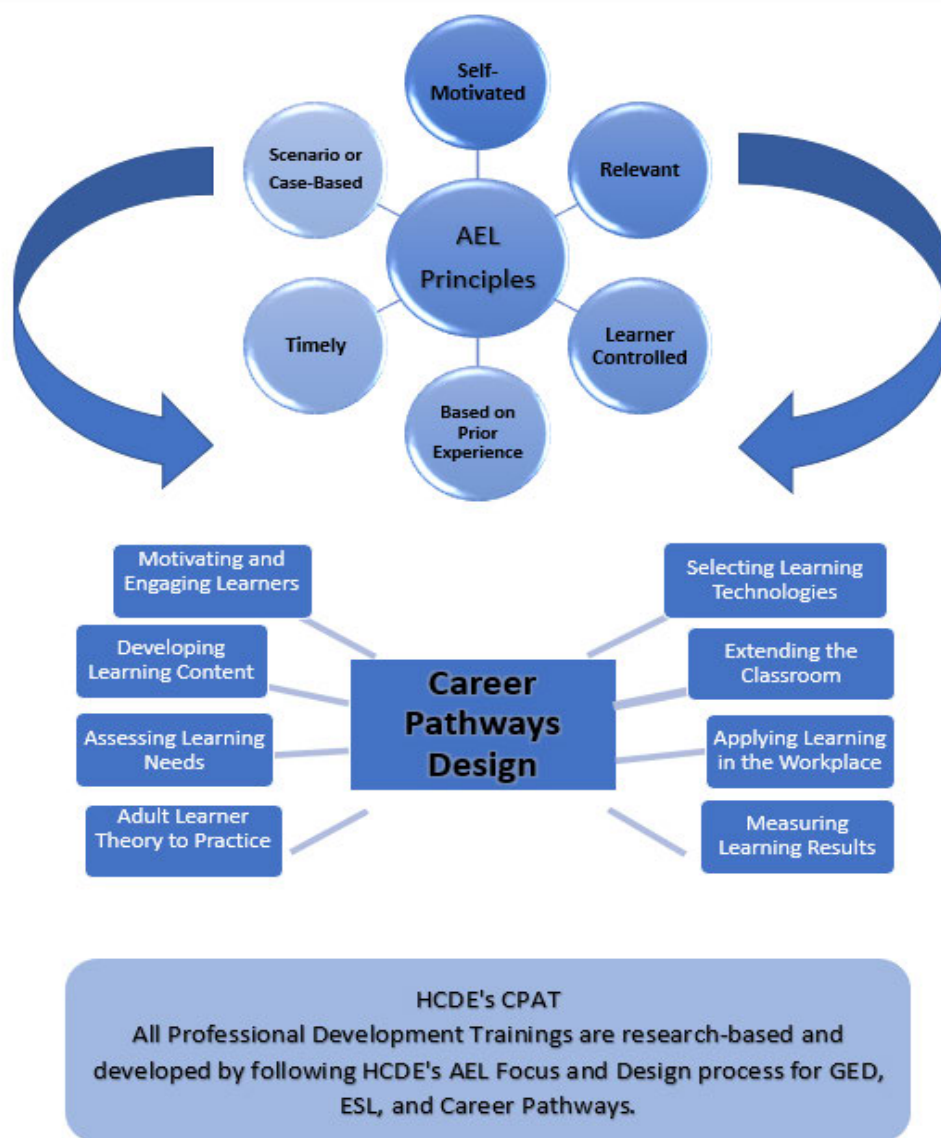 Self-
Motivated
Scenario or
Case-Based
Relevant
AEL
Principles
Timely
Learner
Controlled
Based on
Prior
Experience
Motivating and
Engaging Learners
Selecting Learning
Technologies
Developing
Learning Content
Extending the
Classroom
Career
Pathways
Design
Assessing Learning
Needs
Applying Learning
in the Workplace
Adult Learner
Theory to Practice
Measuring
Learning Results
HCDE's CPAT
All Professional Development Trainings are research-based and
developed by following HCDE's AEL Focus and Design process for GED,
ESL, and Career Pathways.